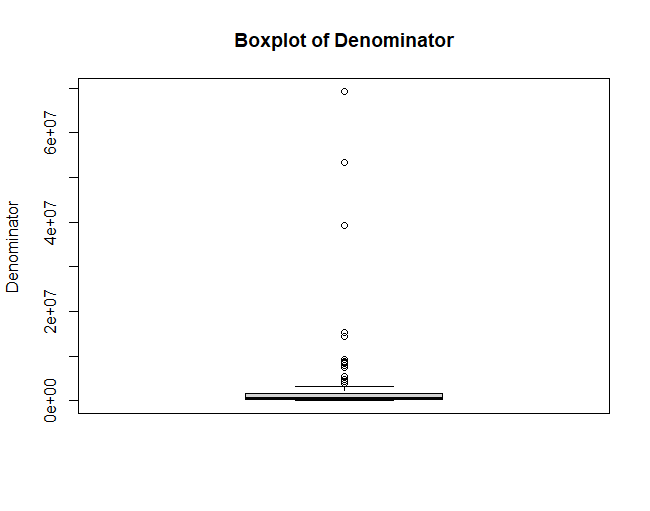 Boxplot of Denominator
Denominator
6e+07
4e+07
2e+07
0e+00